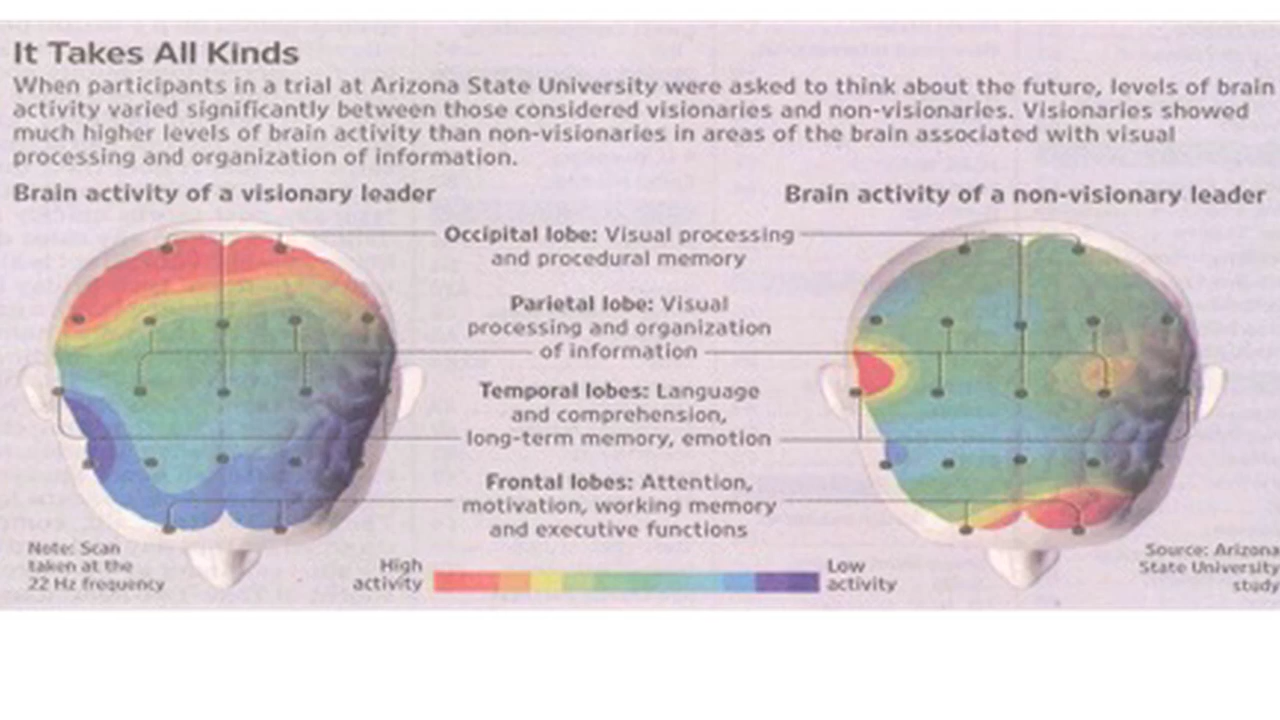 It Takes All Kinds
When participants in a trial at Arizona State University were asked to think about the future, levels of brain
activity varied significantly between those considered visionaries and non-visionaries. Visionaries showed
much higher levels of brain activity than non-visionaries in areas of the brain associated with visual
processing and organization of information.
Brain activity of a visionary leader
Brain activity of a non-visionary leader
Occipital lobe: Visual processing
and procedural memory
Parietal lobe: Visual
processing and organization
of information
Temporal lobes: Language
and comprehension,
long-term memory, emotion
Frontal lobes: Attention,
motivation, working memory
and executive functions
Note: Scan
taken at the
22 Hz frequency
High
activity
Low
activity
Source: Arizona
State University
study